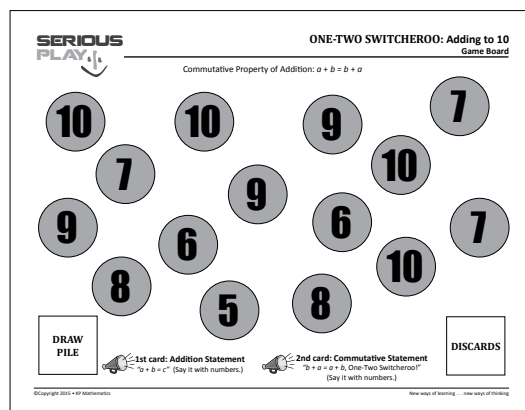 SERIOUS
PLAY
ONE-TWO SWITCHEROO: Adding to 10
Game Board
Commutative Property of Addition: a + b = b + a
10
10
9
7
7
10
9
9
6
6
7
8
10
5
8
DRAW
PILE
1st card: Addition Statement
"a + b = c" (Say it with numbers.)
2nd card: Commutative Statement
"b + a = a + b, One-Two Switcheroo!"
(Say it with numbers.)
DISCARDS
©Copyright 2015 • KP Mathematics
New ways of learning . . . new ways of thinking